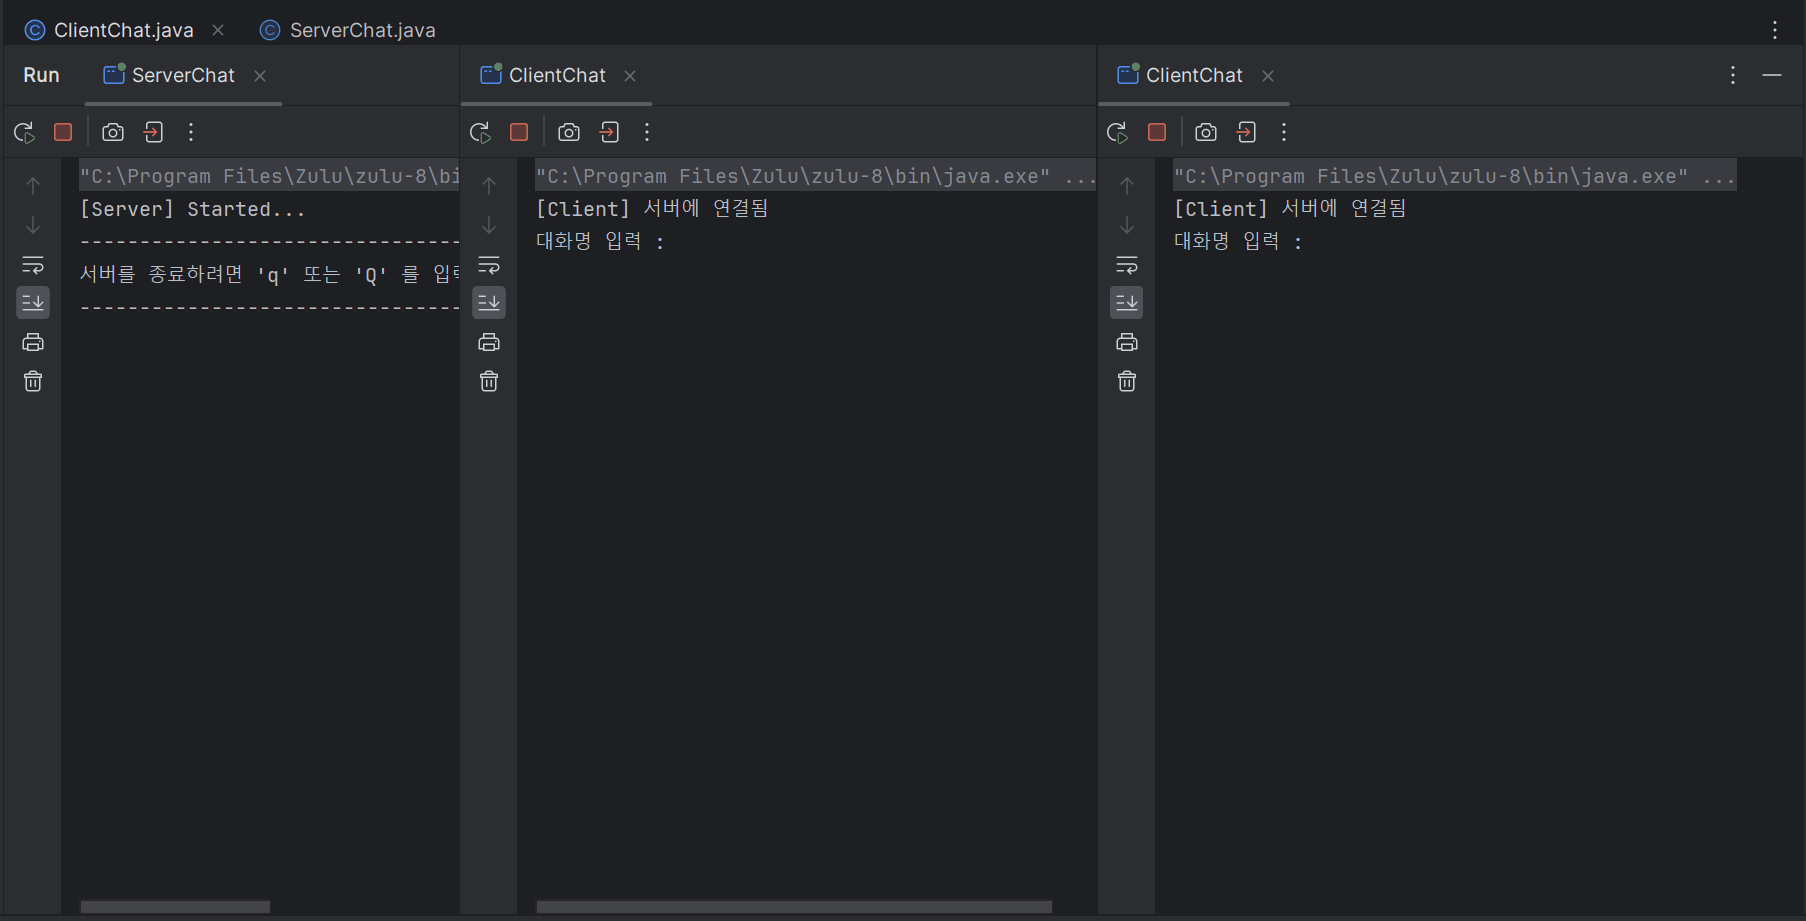 ClientChat.java
ServerChat.java
Run
ServerChat
"C:\Program Files\Zulu\zulu-8\bi
[Server] Started...
--------------------------------
서버를 종료하려면 'q' 또는 'Q' 를 입력
--------------------------------
ClientChat
"C:\Program Files\Zulu\zulu-8\bin\java.exe" ...
[Client] 서버에 연결됨
대화명 입력 :
ClientChat
"C:\Program Files\Zulu\zulu-8\bin\java.exe" ...
[Client] 서버에 연결됨
대화명 입력 :